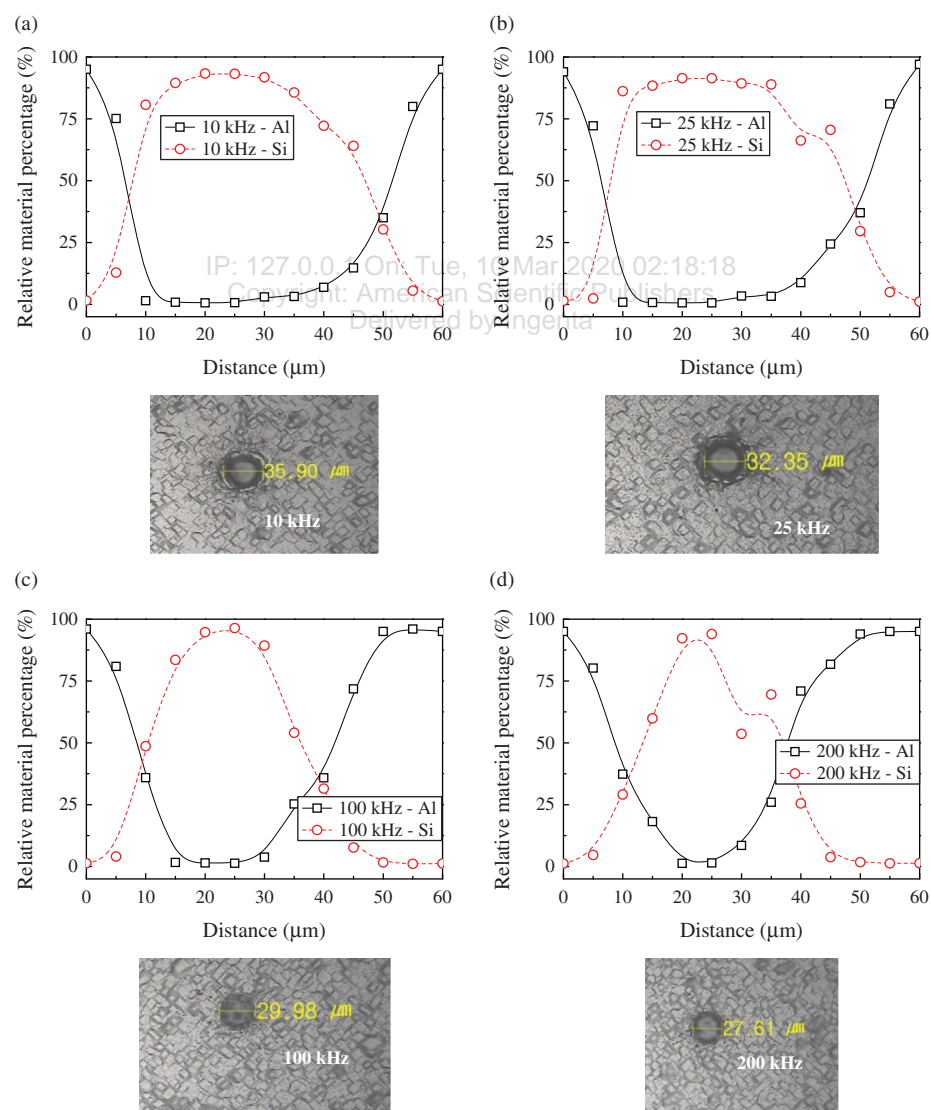 (a)
(b)
Relative material percentage (%)
100
75
50
25
0
10 kHz - Al
10 kHz - Si
0 10 20 30 40 50 60
Distance (μm)
Relative material percentage (%)
100
75
50
25
0
25 kHz - Al
25 kHz - Si
0 10 20 30 40 50 60
Distance (μm)
IP: 127.0.0.1 On: Tue, 10 Mar 2020 02:18:18
Copyright: American Scientific Publishers
Delivered by Ingenta
35.90 μm
10 kHz
32.35 μm
25 kHz
(c)
(d)
Relative material percentage (%)
100
75
50
25
0
100 kHz - Al
100 kHz - Si
0 10 20 30 40 50 60
Distance (μm)
Relative material percentage (%)
100
75
50
25
0
200 kHz - Al
200 kHz - Si
0 10 20 30 40 50 60
Distance (μm)
29.98 μm
100 kHz
27.61 μm
200 kHz